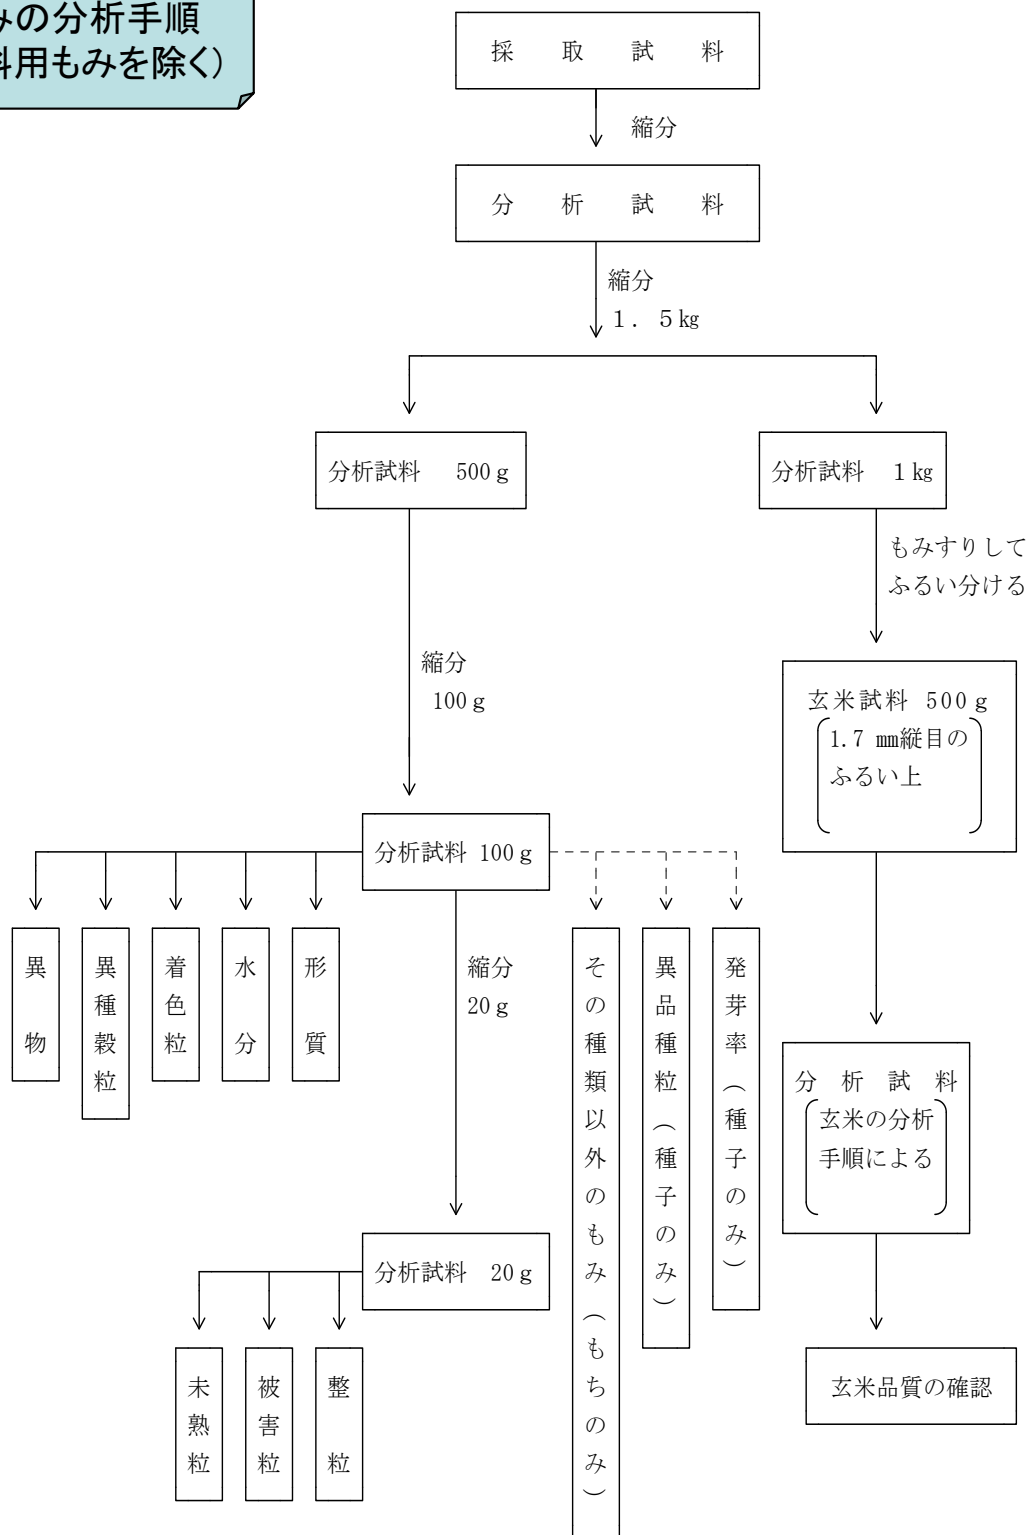 みの分析手順
料用もみを除く）
採取試料
縮分
分析試料
縮分
１．５㎏
分析試料 500ｇ
分析試料 １㎏
もみすりして
ふるい分ける
縮分
100ｇ
玄米試料 500ｇ
1.7 ㎜縦目の
ふるい上
分析試料 100ｇ
異物
異種穀粒
着色粒
水分
形質
縮分
20ｇ
その種類以外のもみ（もちのみ）
異品種粒（種子のみ）
発芽率（種子のみ）
分析試料
玄米の分析
手順による
分析試料 20ｇ
未熟粒
被害粒
整粒
玄米品質の確認